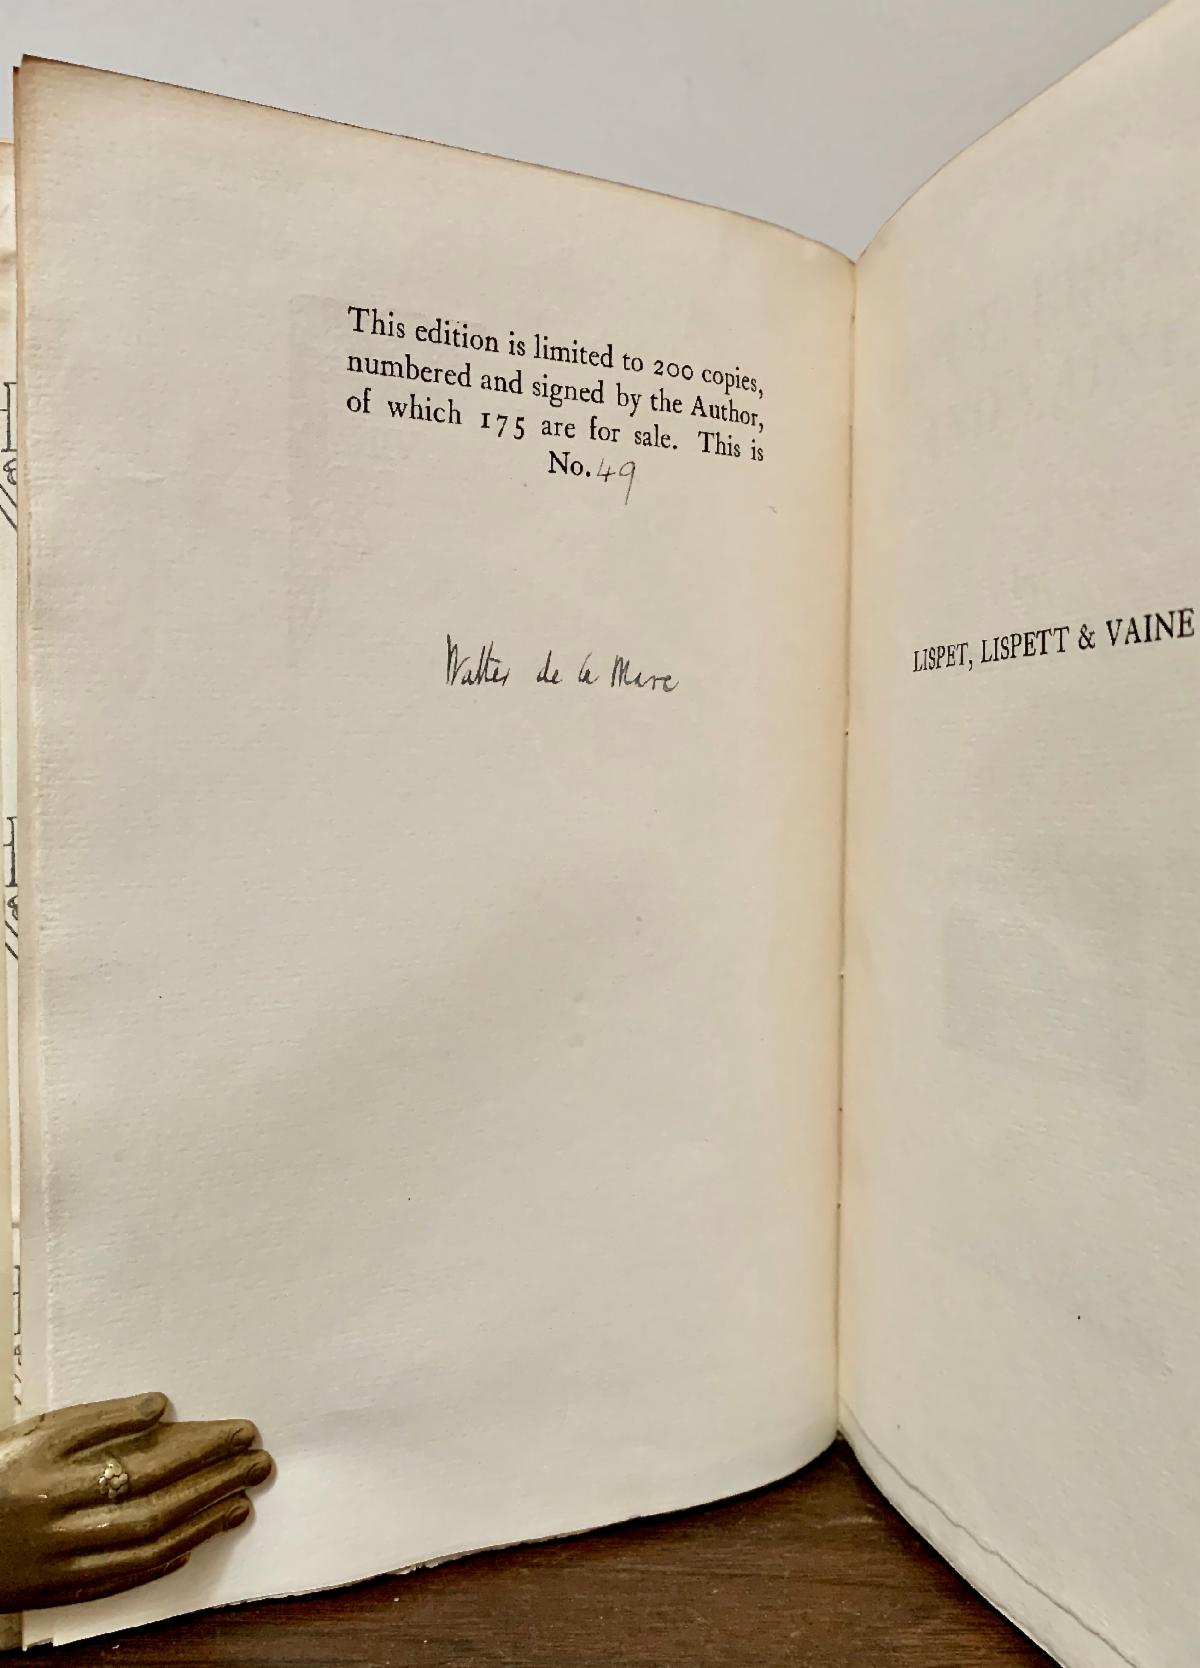 This edition is limited to 200 copies,
numbered and signed by the Author,
of which 175 are for sale. This is
No. 49
Walter de la Mare
LISPET, LISPETT & VAINE